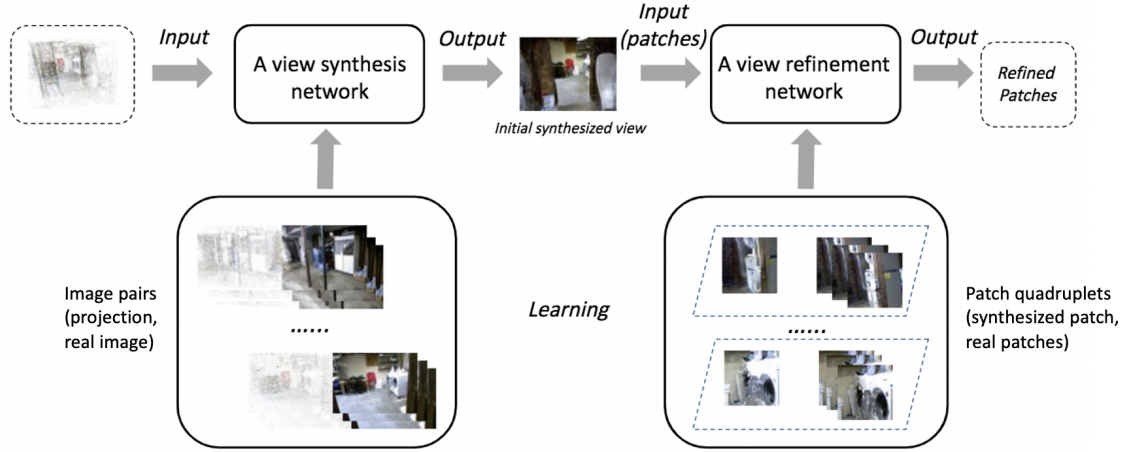 Input
A view synthesis
network
Output
Initial synthesized view
Input
(patches)
A view refinement
network
Output
Refined
Patches
Image pairs
(projection,
real image)
......
......
Learning
......
Patch quadruplets
(synthesized patch,
real patches)